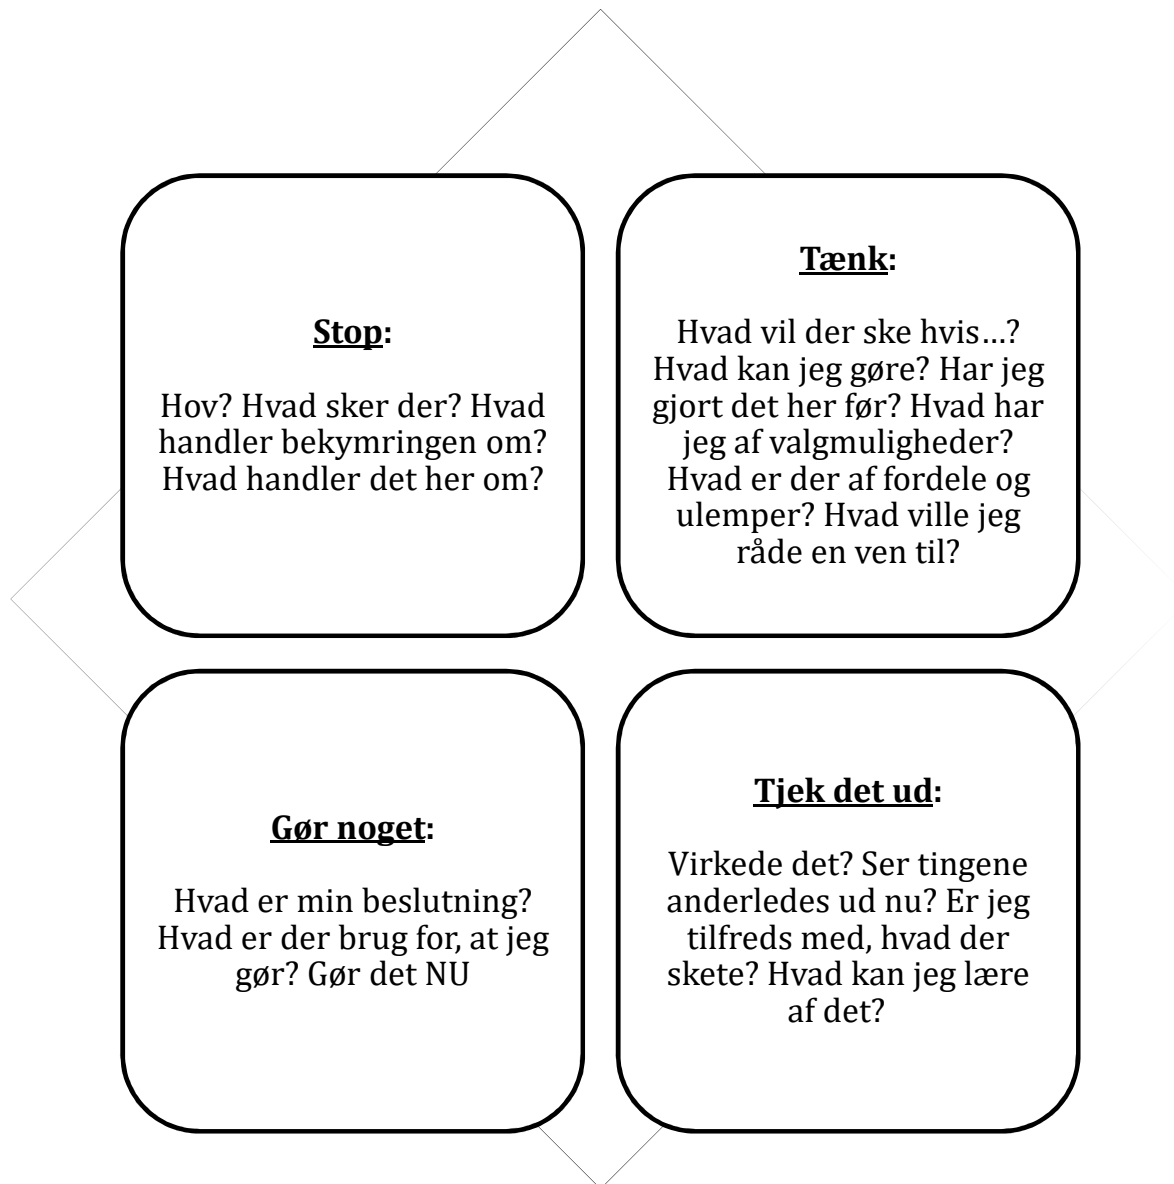 Stop:
Hov? Hvad sker der? Hvad
handler bekymringen om?
Hvad handler det her om?
Tænk:
Hvad vil der ske hvis…?
Hvad kan jeg gøre? Har jeg
gjort det her før? Hvad har
jeg af valgmuligheder?
Hvad er der af fordele og
ulemper? Hvad ville jeg
råde en ven til?
Gør noget:
Hvad er min beslutning?
Hvad er der brug for, at jeg
gør? Gør det NU
Tjek det ud:
Virkede det? Ser tingene
anderledes ud nu? Er jeg
tilfreds med, hvad der
skete? Hvad kan jeg lære
af det?